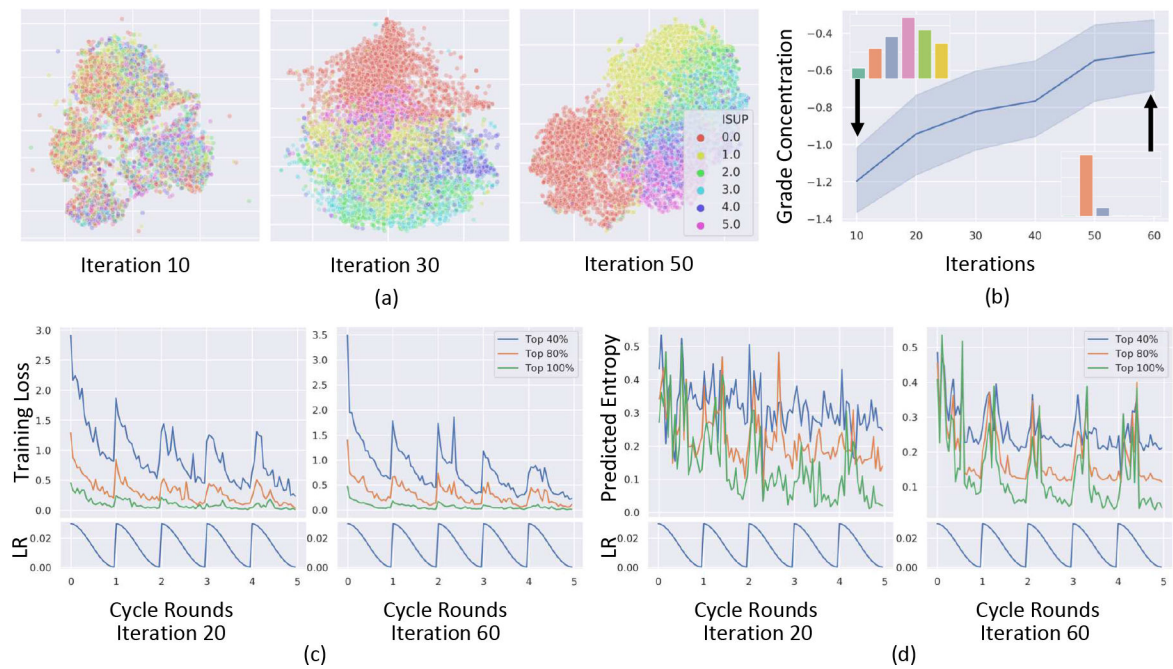 ISUP
0.0
1.0
2.0
3.0
4.0
5.0
Iteration 10
Iteration 30
Iteration 50
(a)
Grade Concentration
−0.4
−0.6
−0.8
−1.0
−1.2
−1.4
10 20 30 40 50 60
Iterations
(b)
Training Loss
3.0
2.5
2.0
1.5
1.0
0.5
0.0
LR
0.02
0.00
0 1 2 3 4 5
Cycle Rounds
Iteration 20
Top 40%
Top 80%
Top 100%
3.5
3.0
2.5
2.0
1.5
1.0
0.5
0.0
0.02
0.00
0 1 2 3 4 5
Cycle Rounds
Iteration 60
(c)
Predicted Entropy
0.5
0.4
0.3
0.2
0.1
0.0
LR
0.02
0.00
0 1 2 3 4 5
Cycle Rounds
Iteration 20
Top 40%
Top 80%
Top 100%
0.5
0.4
0.3
0.2
0.1
0.02
0.00
0 1 2 3 4 5
Cycle Rounds
Iteration 60
(d)